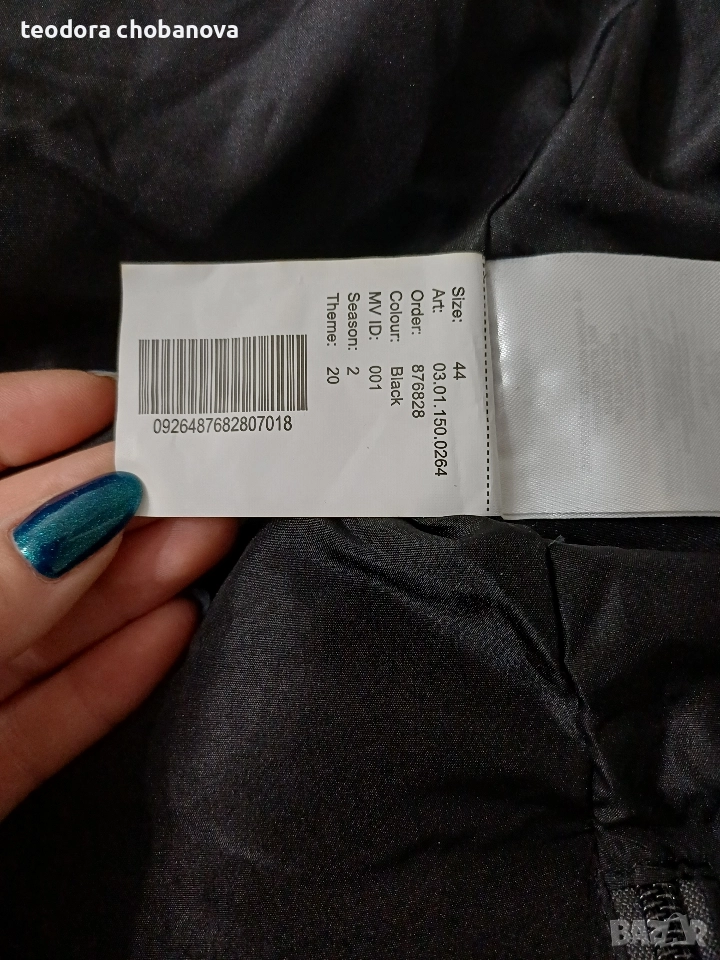 teodora chobanova
Size: 44
Art: 03.01.150.0264
Order: 876828
Colour: Black
MV ID: 001
Season: 2
Theme: 20
0926487682807018
BAZAR